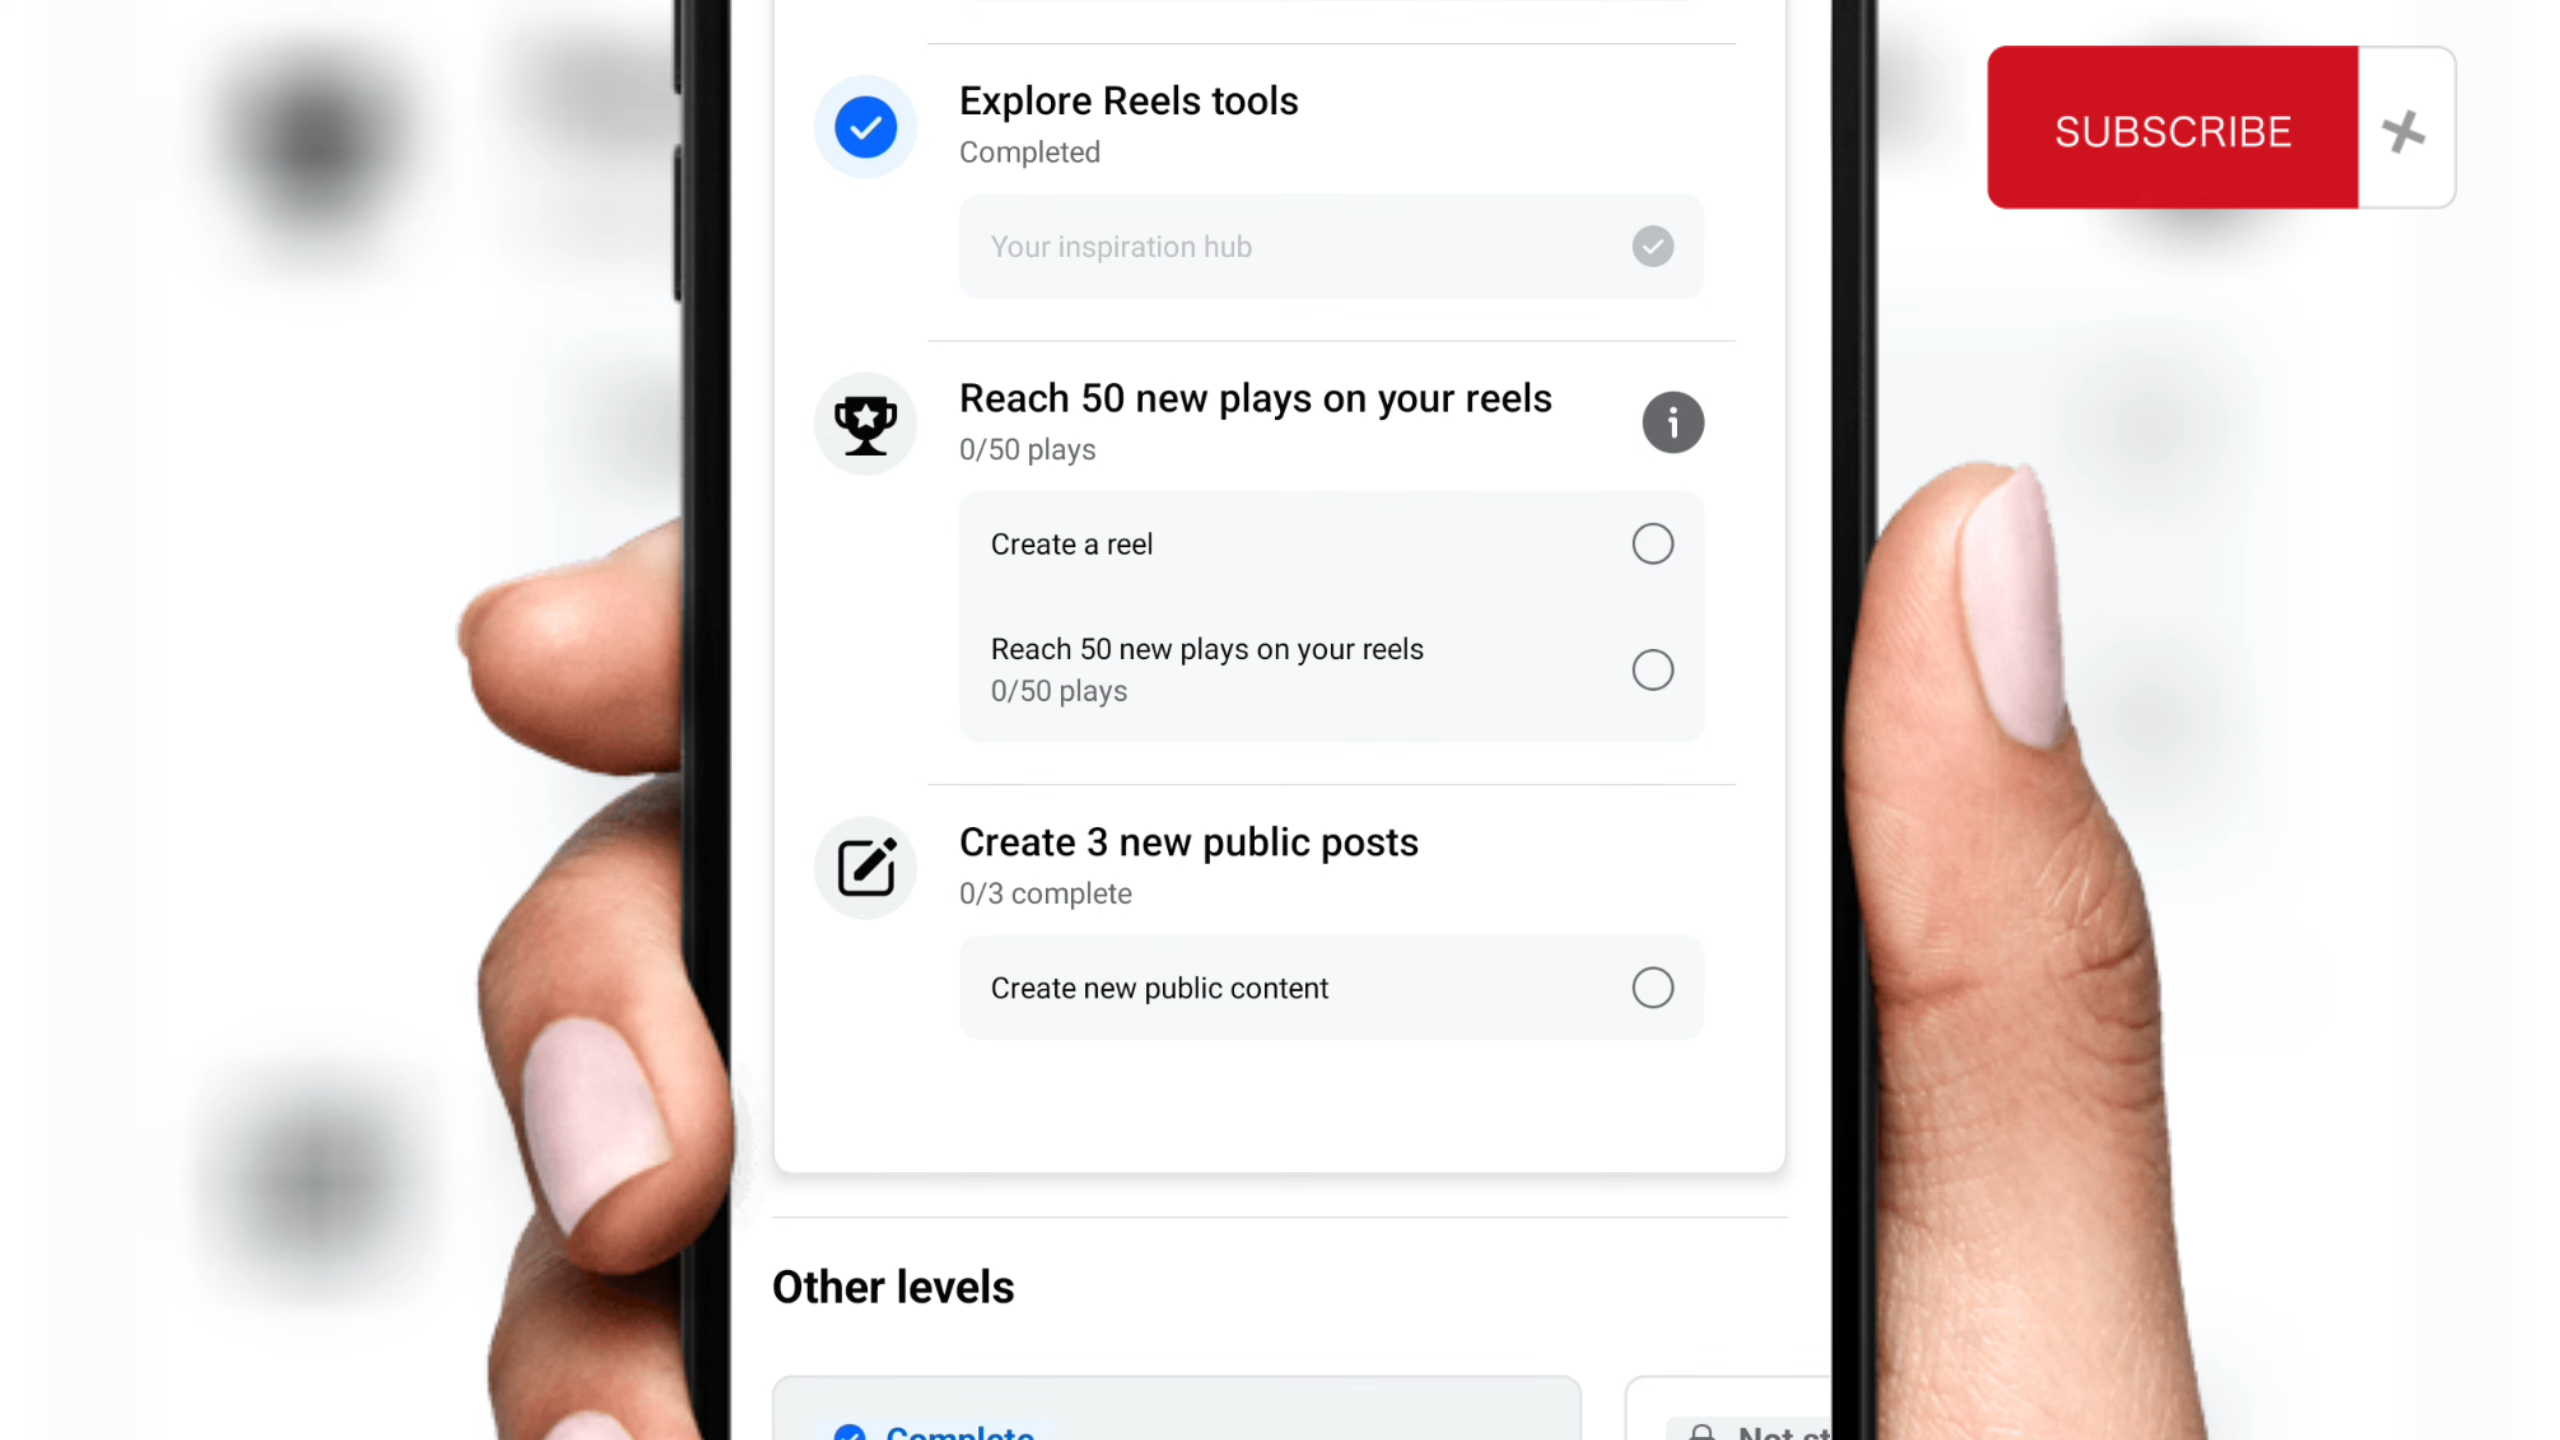 Explore Reels tools
Completed
SUBSCRIBE
Your inspiration hub
Reach 50 new plays on your reels
0/50 plays
Create a reel
Reach 50 new plays on your reels
0/50 plays
Create 3 new public posts
0/3 complete
Create new public content
Other levels
Complete
Not